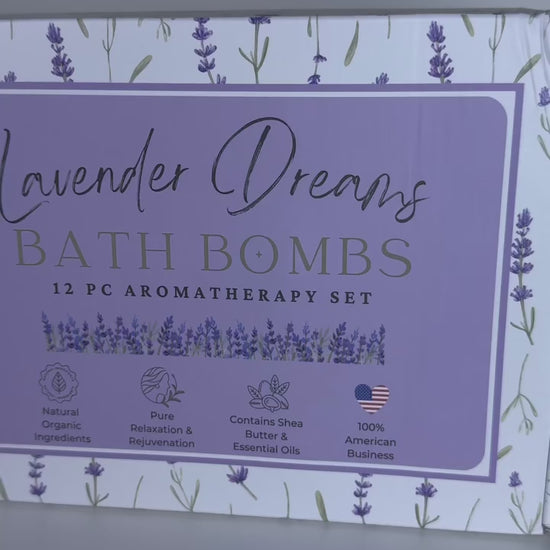 Lavender Dreams
BATH BOMBS
12 PC AROMATHERAPY SET
Natural
Organic
Ingredients
Pure
Relaxation &
Rejuvenation
Contains Shea
Butter &
Essential Oils
100%
American
Business